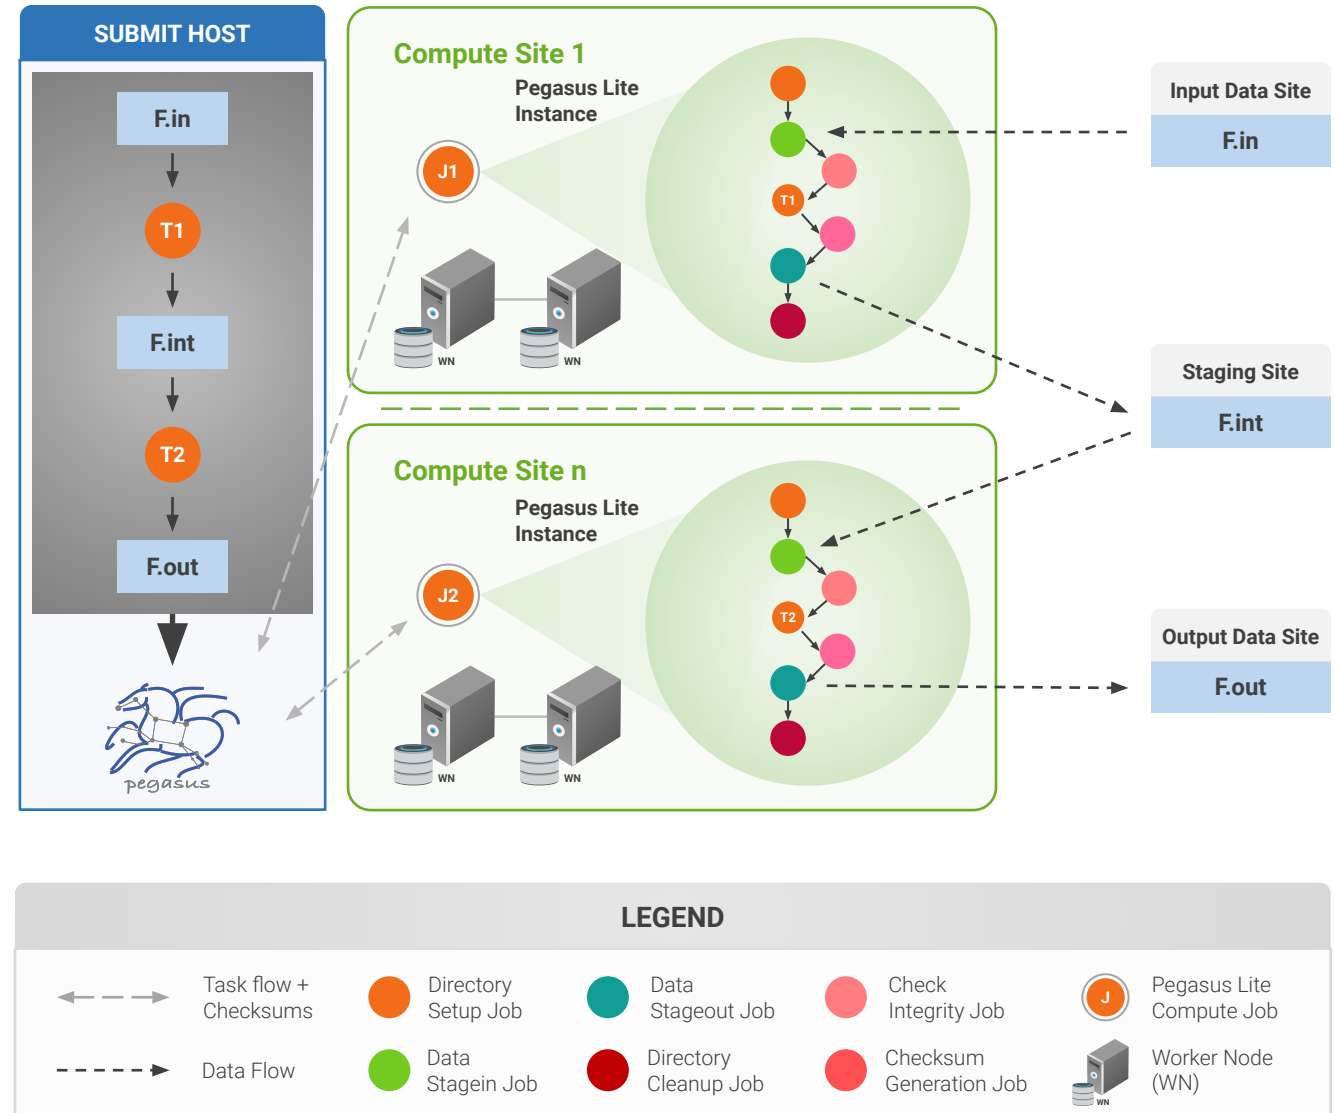 SUBMIT HOST
F.in
T1
F.int
T2
F.out
pegasus
Compute Site 1
Pegasus Lite
Instance
J1
T1
WN
WN
Compute Site n
Pegasus Lite
Instance
J2
T2
WN
WN
Input Data Site
F.in
Staging Site
F.int
Output Data Site
F.out
LEGEND
Task flow +
Checksums
Directory
Setup Job
Data
Stageout Job
Check
Integrity Job
J
Pegasus Lite
Compute Job
Data Flow
Data
Stagein Job
Directory
Cleanup Job
Checksum
Generation Job
WN
Worker Node
(WN)